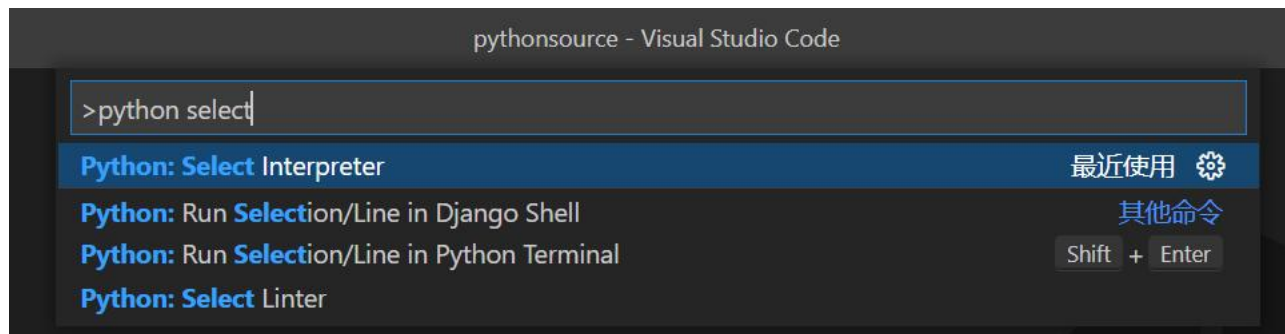 pythonsource - Visual Studio Code
>python select
Python: Select Interpreter 最近使用
Python: Run Selection/Line in Django Shell 其他命令
Python: Run Selection/Line in Python Terminal Shift + Enter
Python: Select Linter